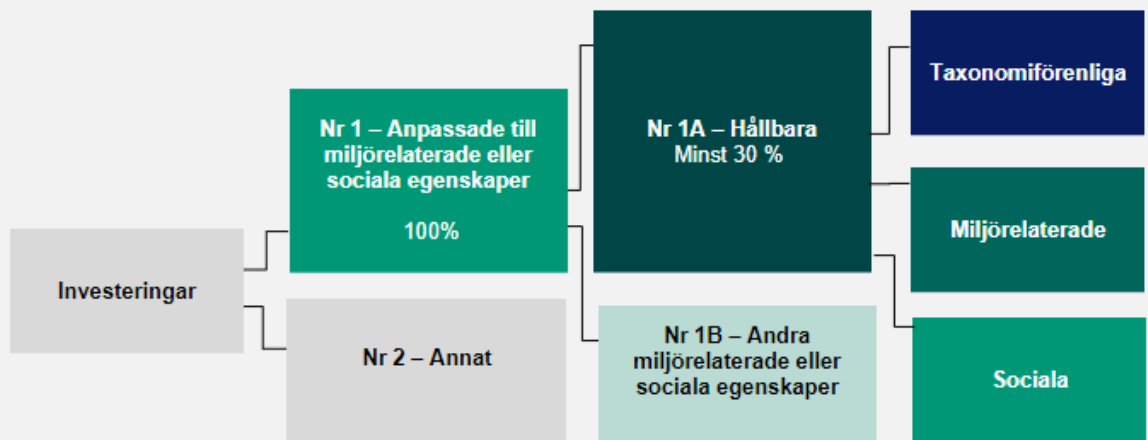 Investeringar
Nr 1 – Anpassade till
miljörelaterade eller
sociala egenskaper
100%
Nr 2 – Annat
Nr 1A – Hållbara
Minst 30 %
Nr 1B – Andra
miljörelaterade eller
sociala egenskaper
Taxonomiförenliga
Miljörelaterade
Sociala